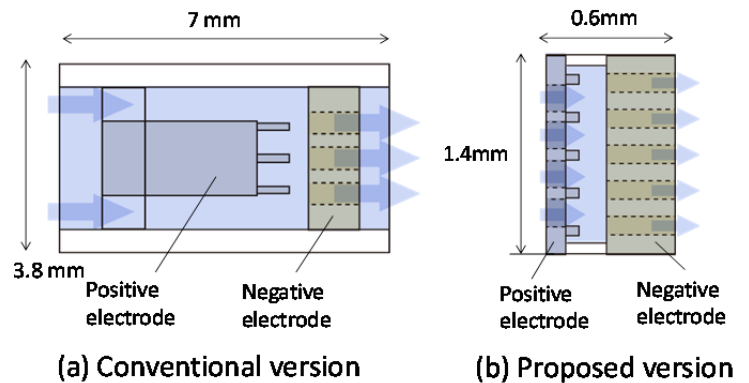 7 mm
0.6mm
1.4mm
3.8 mm
Positive
electrode
Negative
electrode
Positive
electrode
Negative
electrode
(a) Conventional version
(b) Proposed version